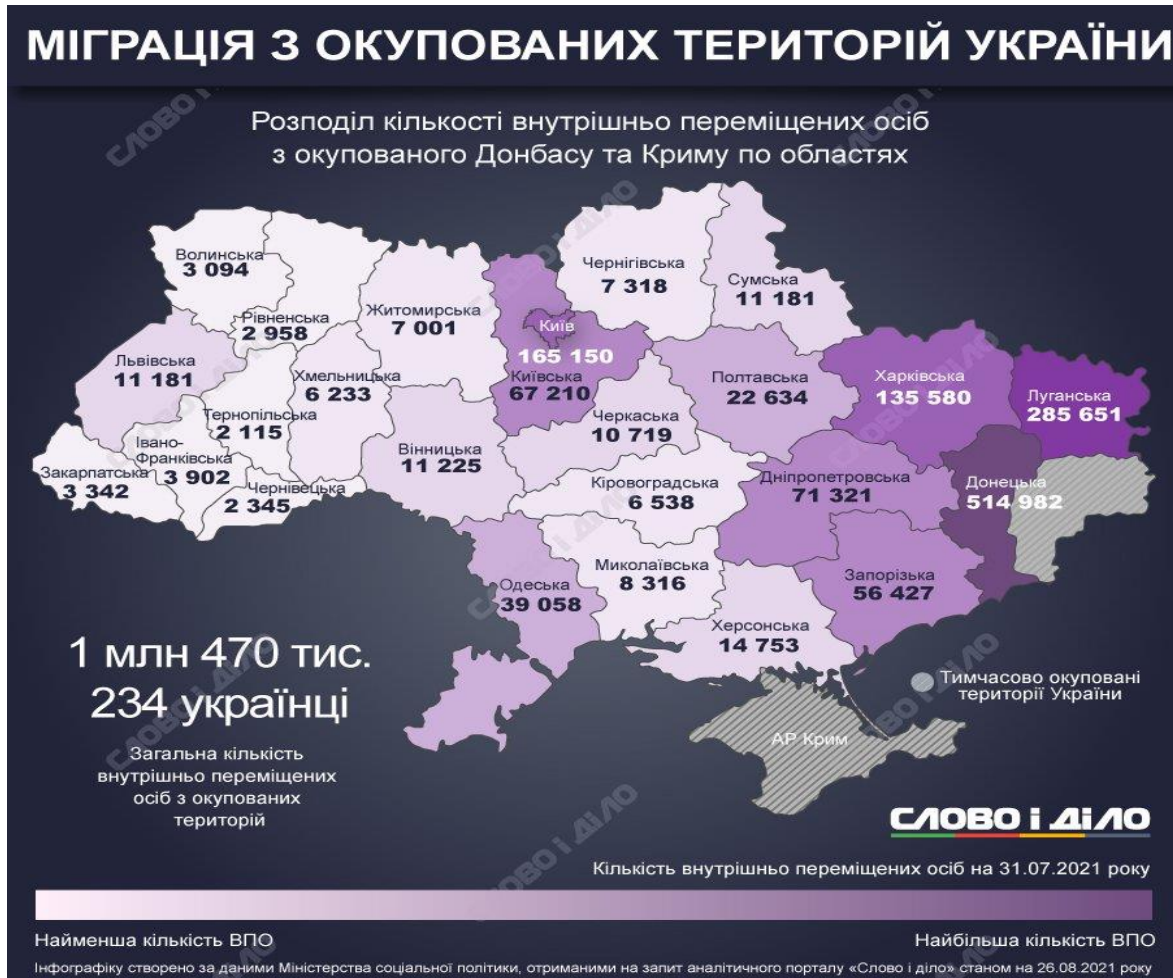 МІГРАЦІЯ З ОКУПОВАНИХ ТЕРИТОРІЙ УКРАЇНИ
Розподіл кількості внутрішньо переміщених осіб
з окупованого Донбасу та Криму по областях
Волинська
3 094
Рівненська
2 958
Житомирська
7 001
Київ
165 150
Київська
67 210
Чернігівська
7 318
Сумська
11 181
Львівська
11 181
Тернопільська
2 115
Хмельницька
6 233
Вінницька
11 225
Черкаська
10 719
Полтавська
22 634
Харківська
135 580
Луганська
285 651
Закарпатська
3 342
Івано-
Франківська
3 902
Чернівецька
2 345
Кіровоградська
6 538
Дніпропетровська
71 321
Донецька
514 982
Одеська
39 058
Миколаївська
8 316
Запорізька
56 427
Херсонська
14 753
АР Крим
Тимчасово окуповані
території України
1 млн 470 тис.
234 українці
Загальна кількість
внутрішньо переміщених
осіб з окупованих
територій
СЛОВО і ДІЛО
Кількість внутрішньо переміщених осіб на 31.07.2021 року
Найменша кількість ВПО
Найбільша кількість ВПО
Інфографіку створено за даними Міністерства соціальної політики, отриманими на запит аналітичного порталу «Слово і діло» станом на 26.08.2021 року